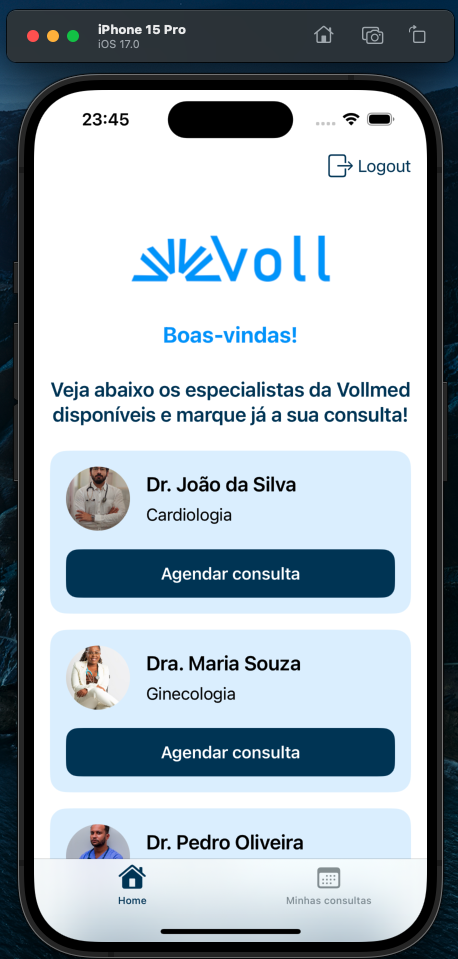 iPhone 15 Pro
iOS 17.0
23:45
Logout
Voll
Boas-vindas!
Veja abaixo os especialistas da Vollmed
disponíveis e marque já a sua consulta!
Dr. João da Silva
Cardiologia
Agendar consulta
Dra. Maria Souza
Ginecologia
Agendar consulta
Dr. Pedro Oliveira
Home
Minhas consultas